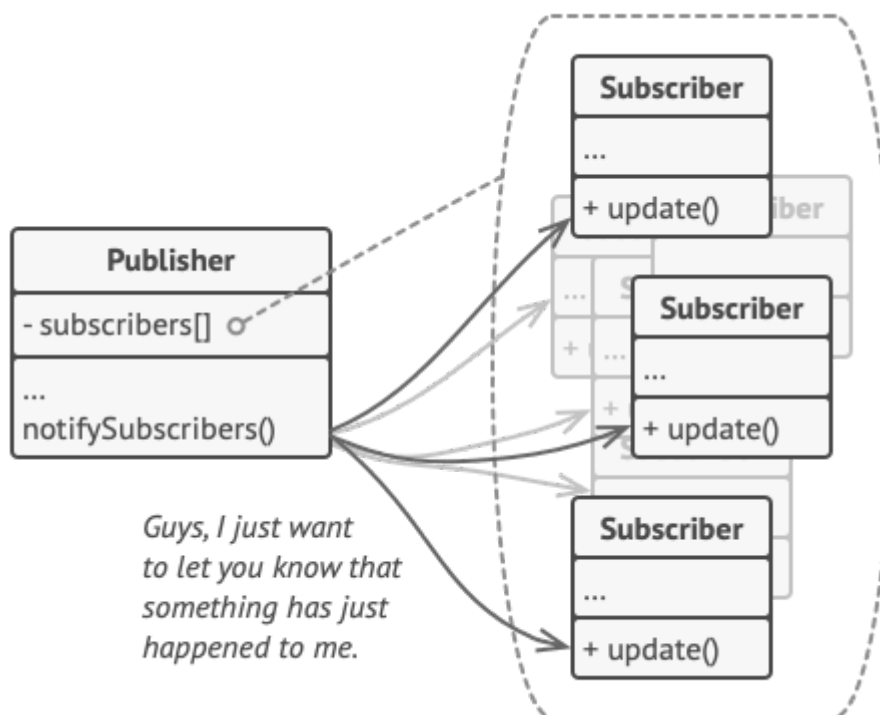 Subscriber
...
+ update()
Publisher
- subscribers[]
...
notifySubscribers()
Subscriber
...
+ update()
Guys, I just want
to let you know that
something has just
happened to me.
Subscriber
...
+ update()
iber
...
S
...
+
+
S